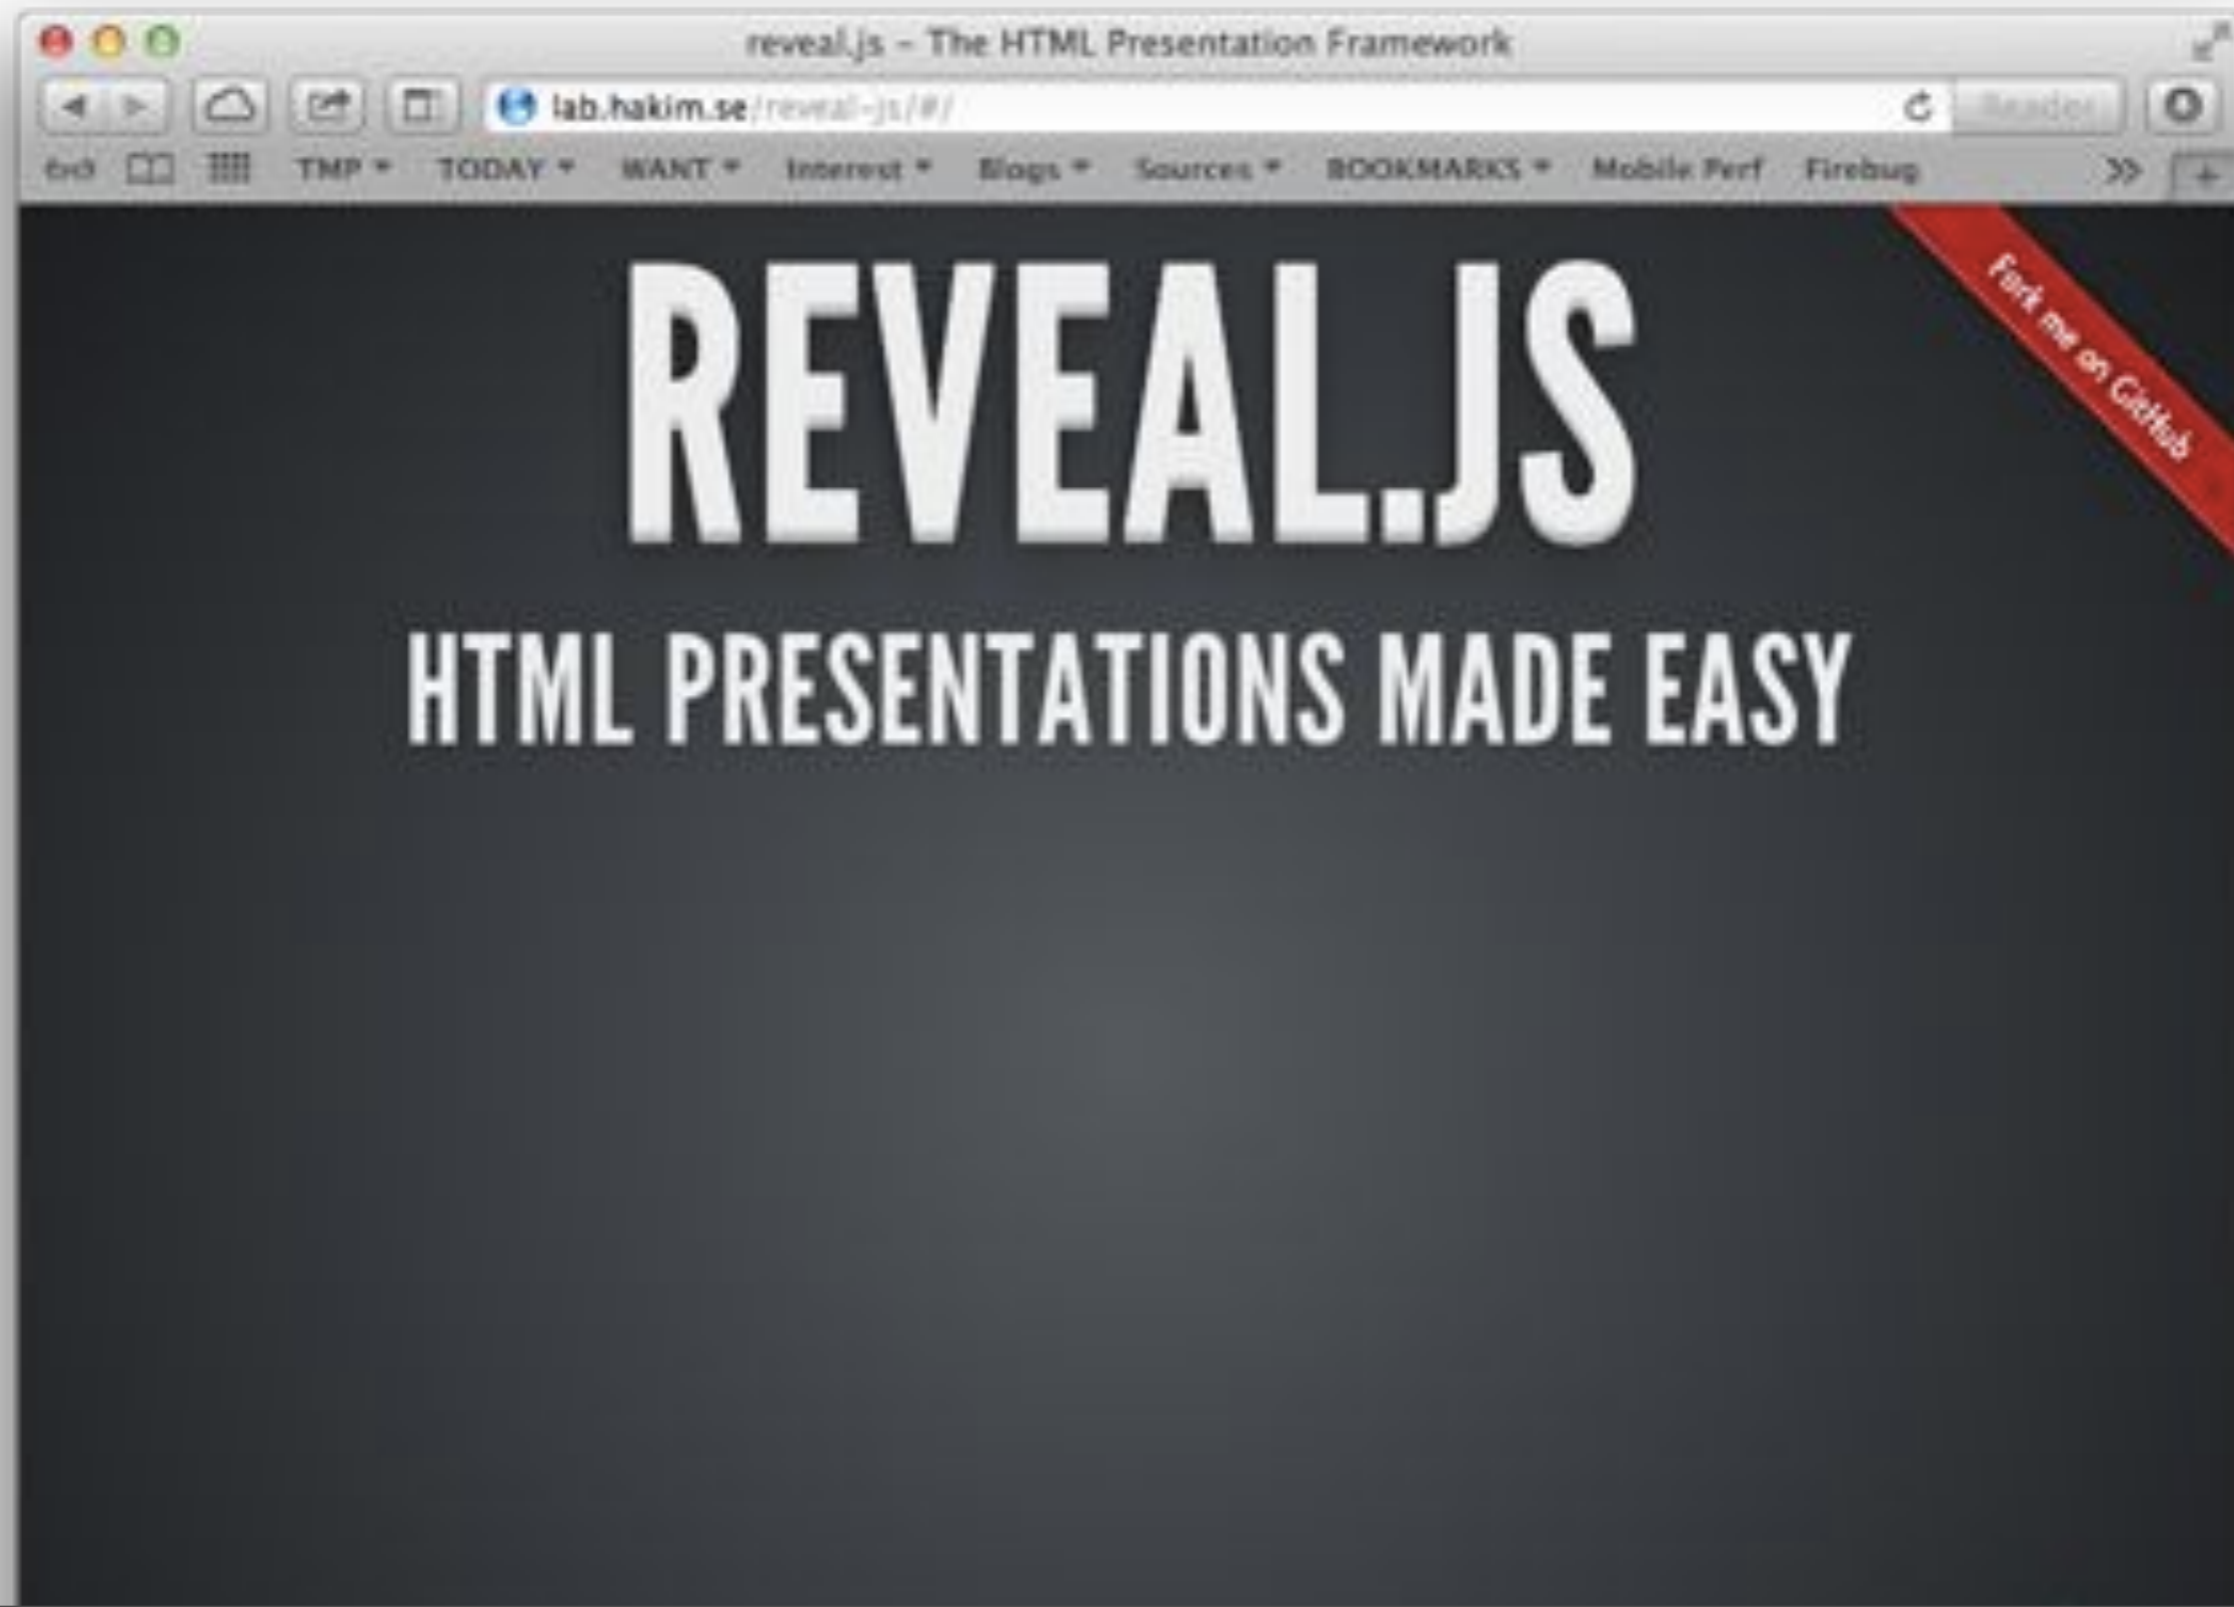 reveal.js – The HTML Presentation Framework
lab.hakim.se/reveal-js/#/
Reader
TMP TODAY WANT Interest Blogs Sources BOOKMARKS Mobile Perf Firebug
Fork me on GitHub
REVEAL.JS
HTML PRESENTATIONS MADE EASY